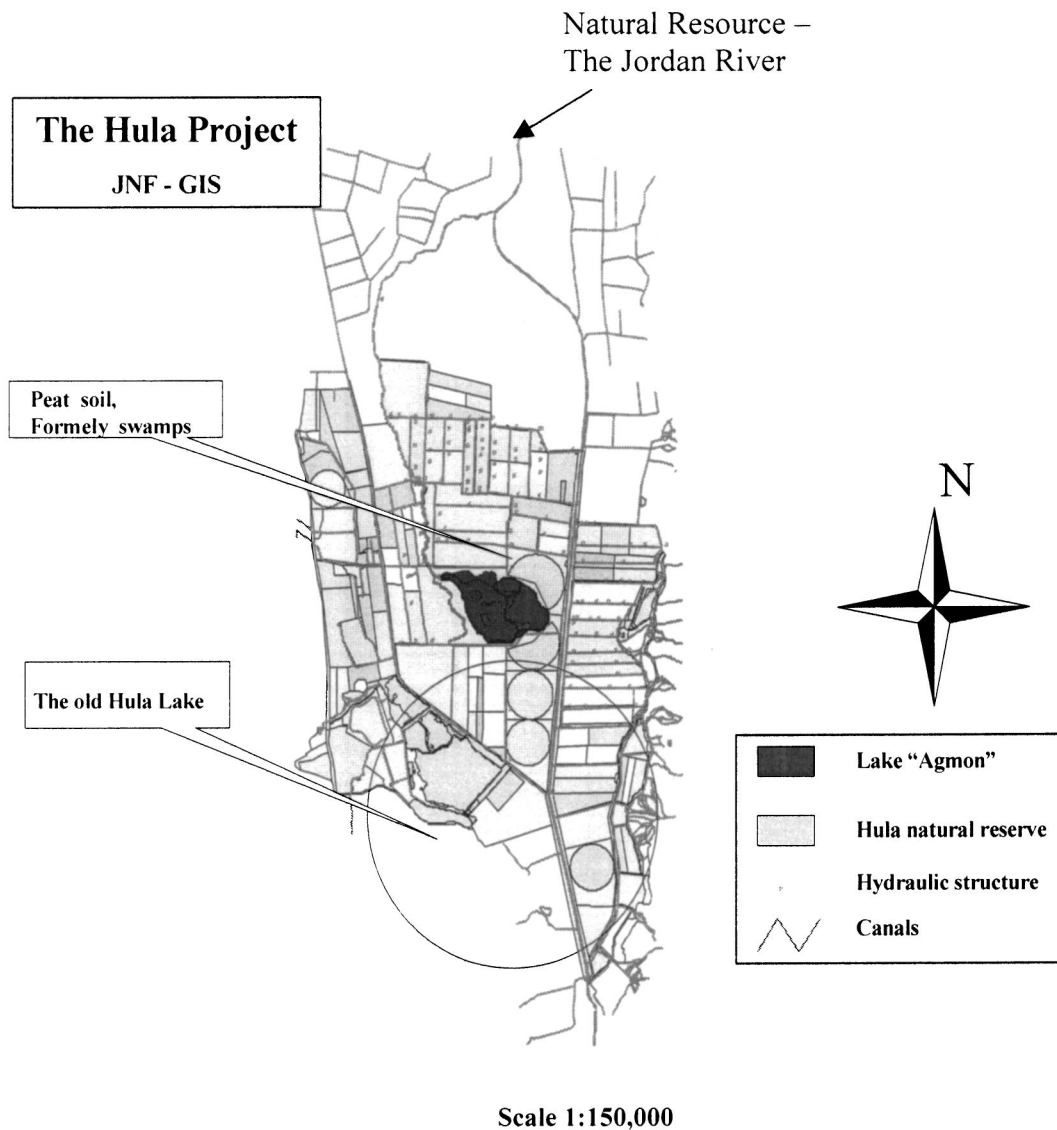 Natural Resource –
The Jordan River
The Hula Project
JNF - GIS
Peat soil,
Formely swamps
N
The old Hula Lake
Lake “Agmon”
Hula natural reserve
Hydraulic structure
Canals
Scale 1:150,000